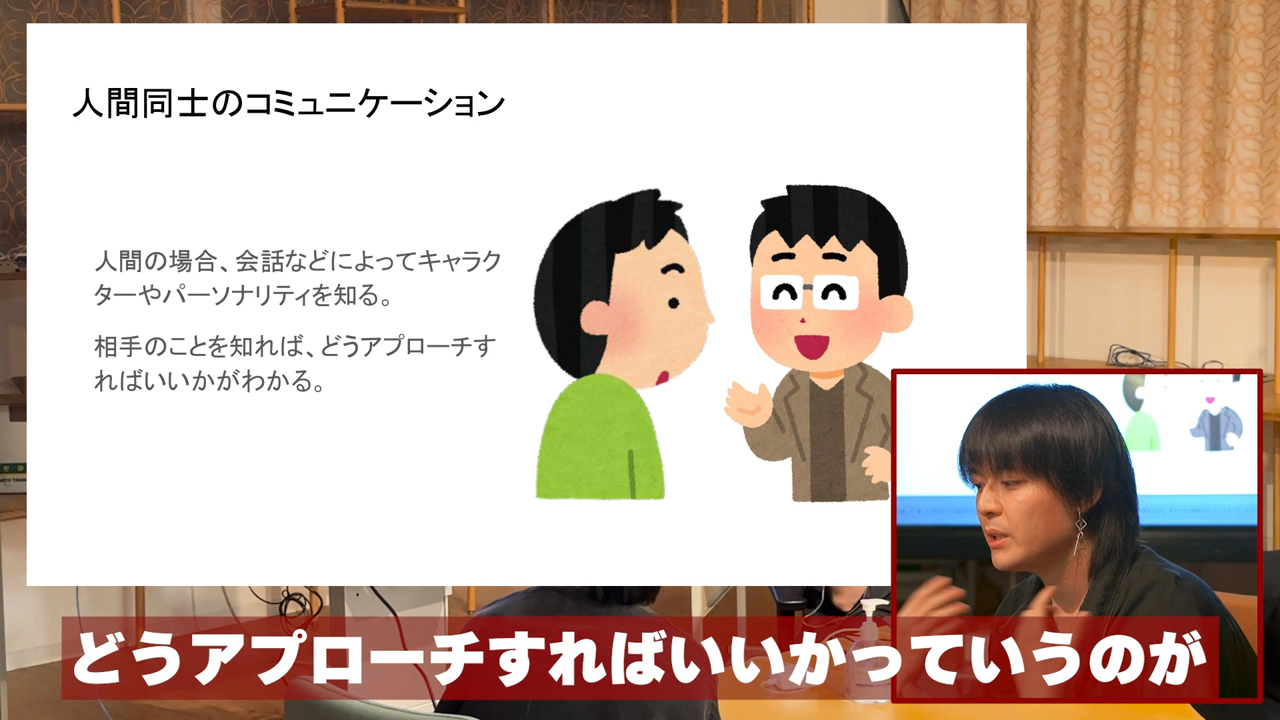 人間同士のコミュニケーション
人間の場合、会話などによってキャラク
ターやパーソナリティを知る。
相手のことを知れば、どうアプローチす
ればいいかがわかる。
どうアプローチすればいいかっていうのが